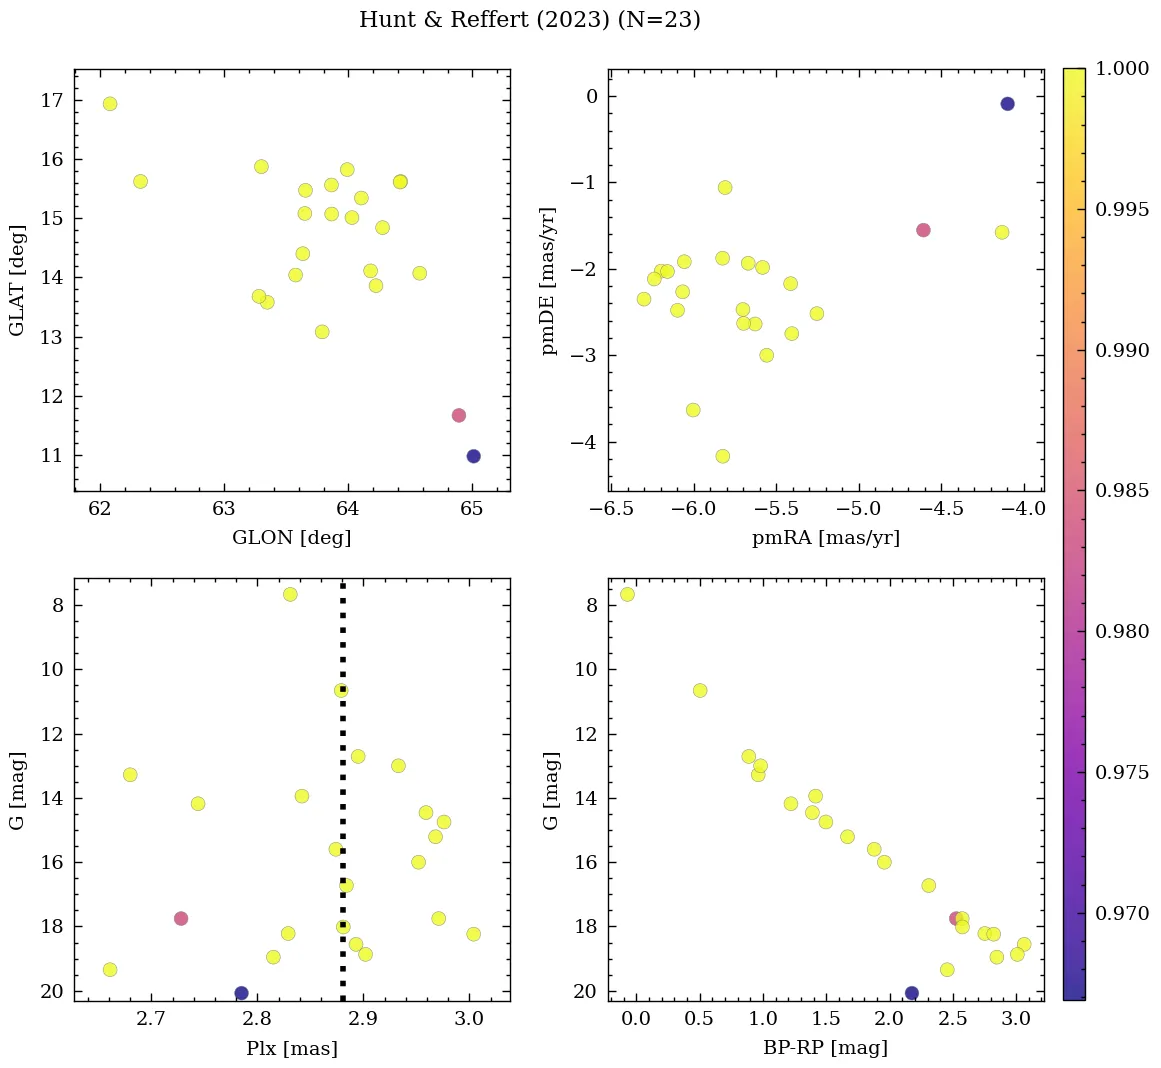 Hunt & Reffert (2023) (N=23)
17
16
15
14
13
12
11
GLAT [deg]
62 63 64 65
GLON [deg]
0
−1
−2
−3
−4
pmDE [mas/yr]
−6.5 −6.0 −5.5 −5.0 −4.5 −4.0
pmRA [mas/yr]
8
10
12
14
16
18
20
G [mag]
2.7 2.8 2.9 3.0
Plx [mas]
8
10
12
14
16
18
20
G [mag]
0.0 0.5 1.0 1.5 2.0 2.5 3.0
BP-RP [mag]
1.000
0.995
0.990
0.985
0.980
0.975
0.970